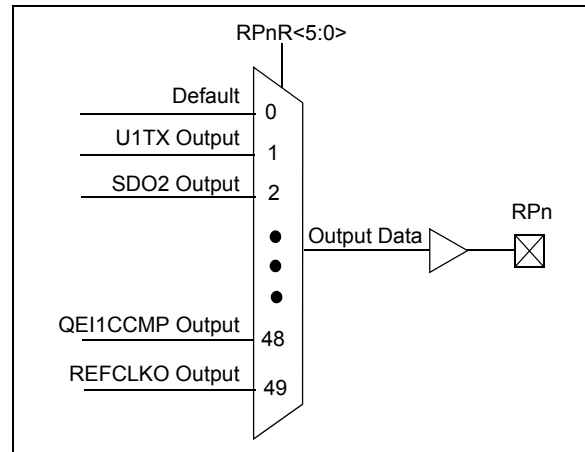 RPnR<5:0>
Default
0
U1TX Output
1
SDO2 Output
2
RPn
Output Data
QEI1CCMP Output
48
REFCLKO Output
49